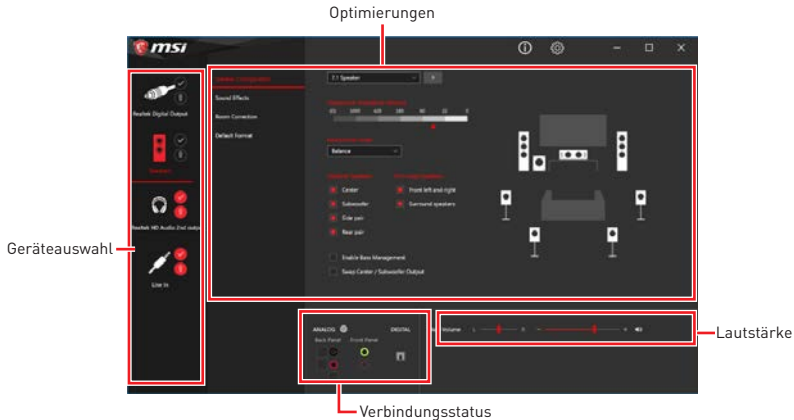 Optimierungen
msi
Realtek Digital Output
Speakers
Realtek HD Audio 2nd output
Line In
Speaker Configuration
Sound Effects
Room Correction
Default Format
7.1 Speaker
Balance
Center
Subwoofer
Side pair
Rear pair
Front left and right
Surround speakers
Enable Bass Management
Swap Center / Subwoofer Output
Geräteauswahl
ANALOG
DIGITAL
Back Panel
Front Panel
Volume
L
R
Lautstärke
Verbindungsstatus